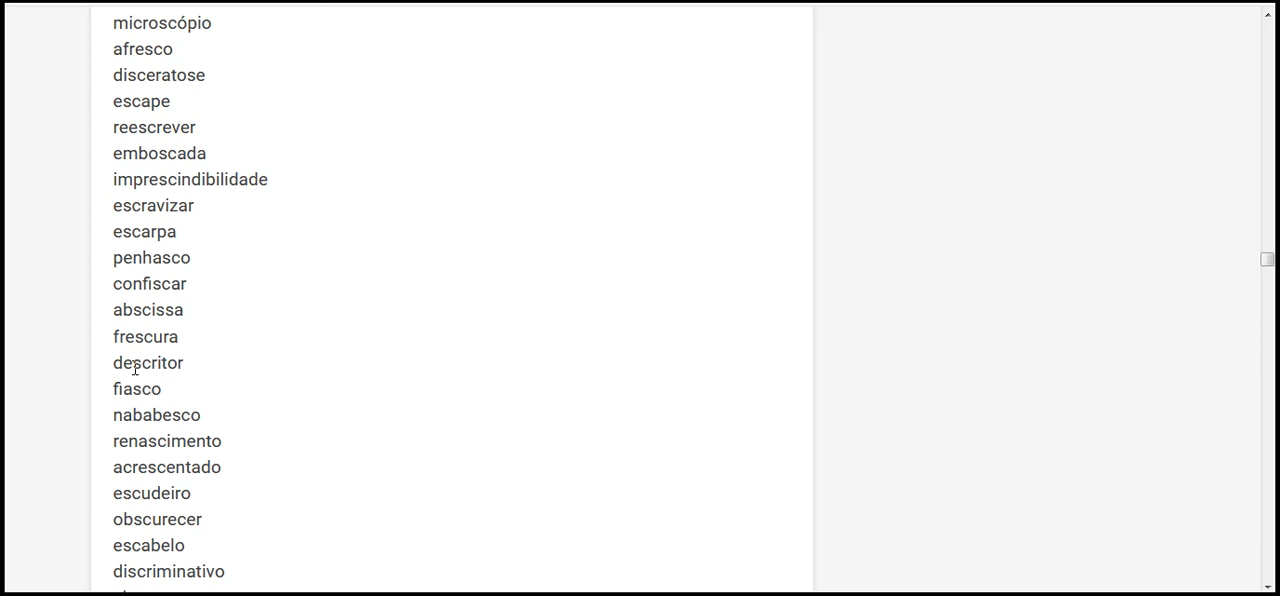 microscópio
afresco
disceratose
escape
reescrever
emboscada
imprescindibilidade
escravizar
escarpa
penhasco
confiscar
abscissa
frescura
descritor
fiasco
nababesco
renascimento
acrescentado
escudeiro
obscurecer
escabelo
discriminativo